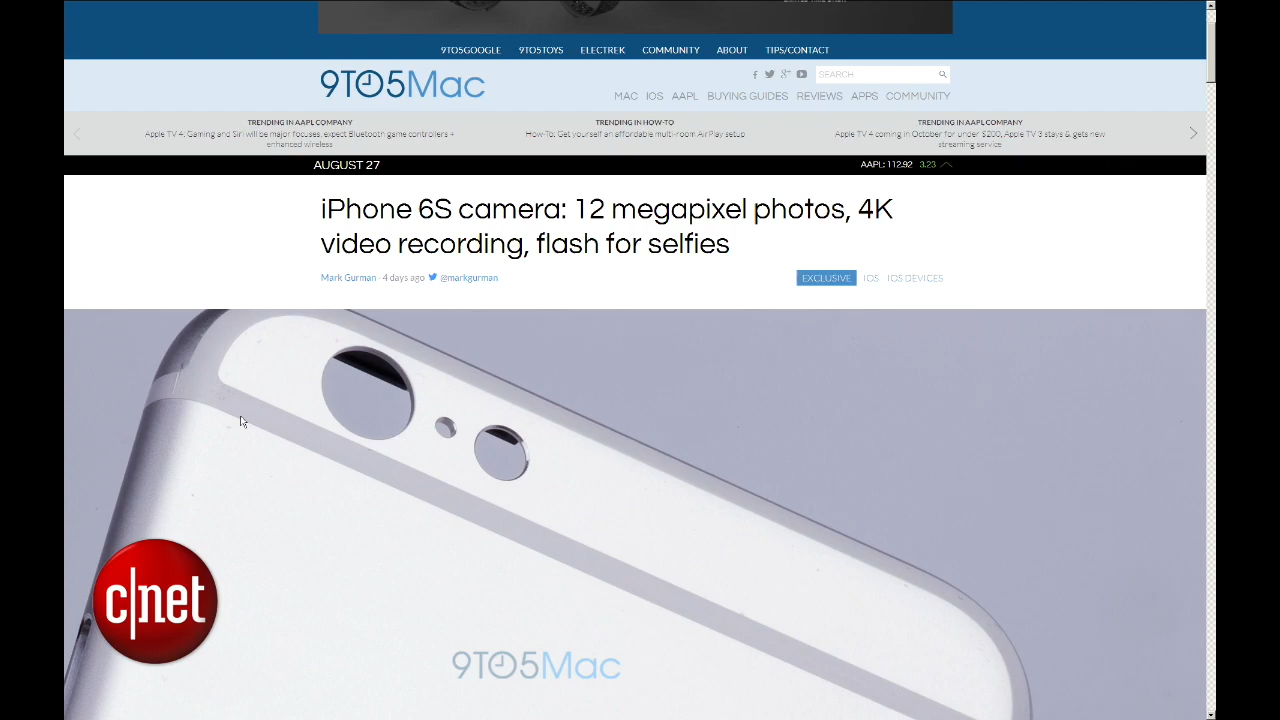 9TO5GOOGLE 9TO5TOYS ELECTREK COMMUNITY ABOUT TIPS/CONTACT
9TO5Mac
SEARCH
MAC IOS AAPL BUYING GUIDES REVIEWS APPS COMMUNITY
TRENDING IN AAPL COMPANY
Apple TV 4, Gaming and Siri will be major focuses, expect Bluetooth game controllers +
enhanced wireless
TRENDING IN HOW-TO
How-To: Get yourself an affordable multi-room AirPlay setup
TRENDING IN AAPL COMPANY
Apple TV 4 coming in October for under $200, Apple TV 3 stays & gets new
streaming service
AUGUST 27
AAPL: 112.92 3.23
iPhone 6S camera: 12 megapixel photos, 4K
video recording, flash for selfies
Mark Gurman - 4 days ago @markgurman
EXCLUSIVE IOS IOS DEVICES
c|net
9TO5Mac